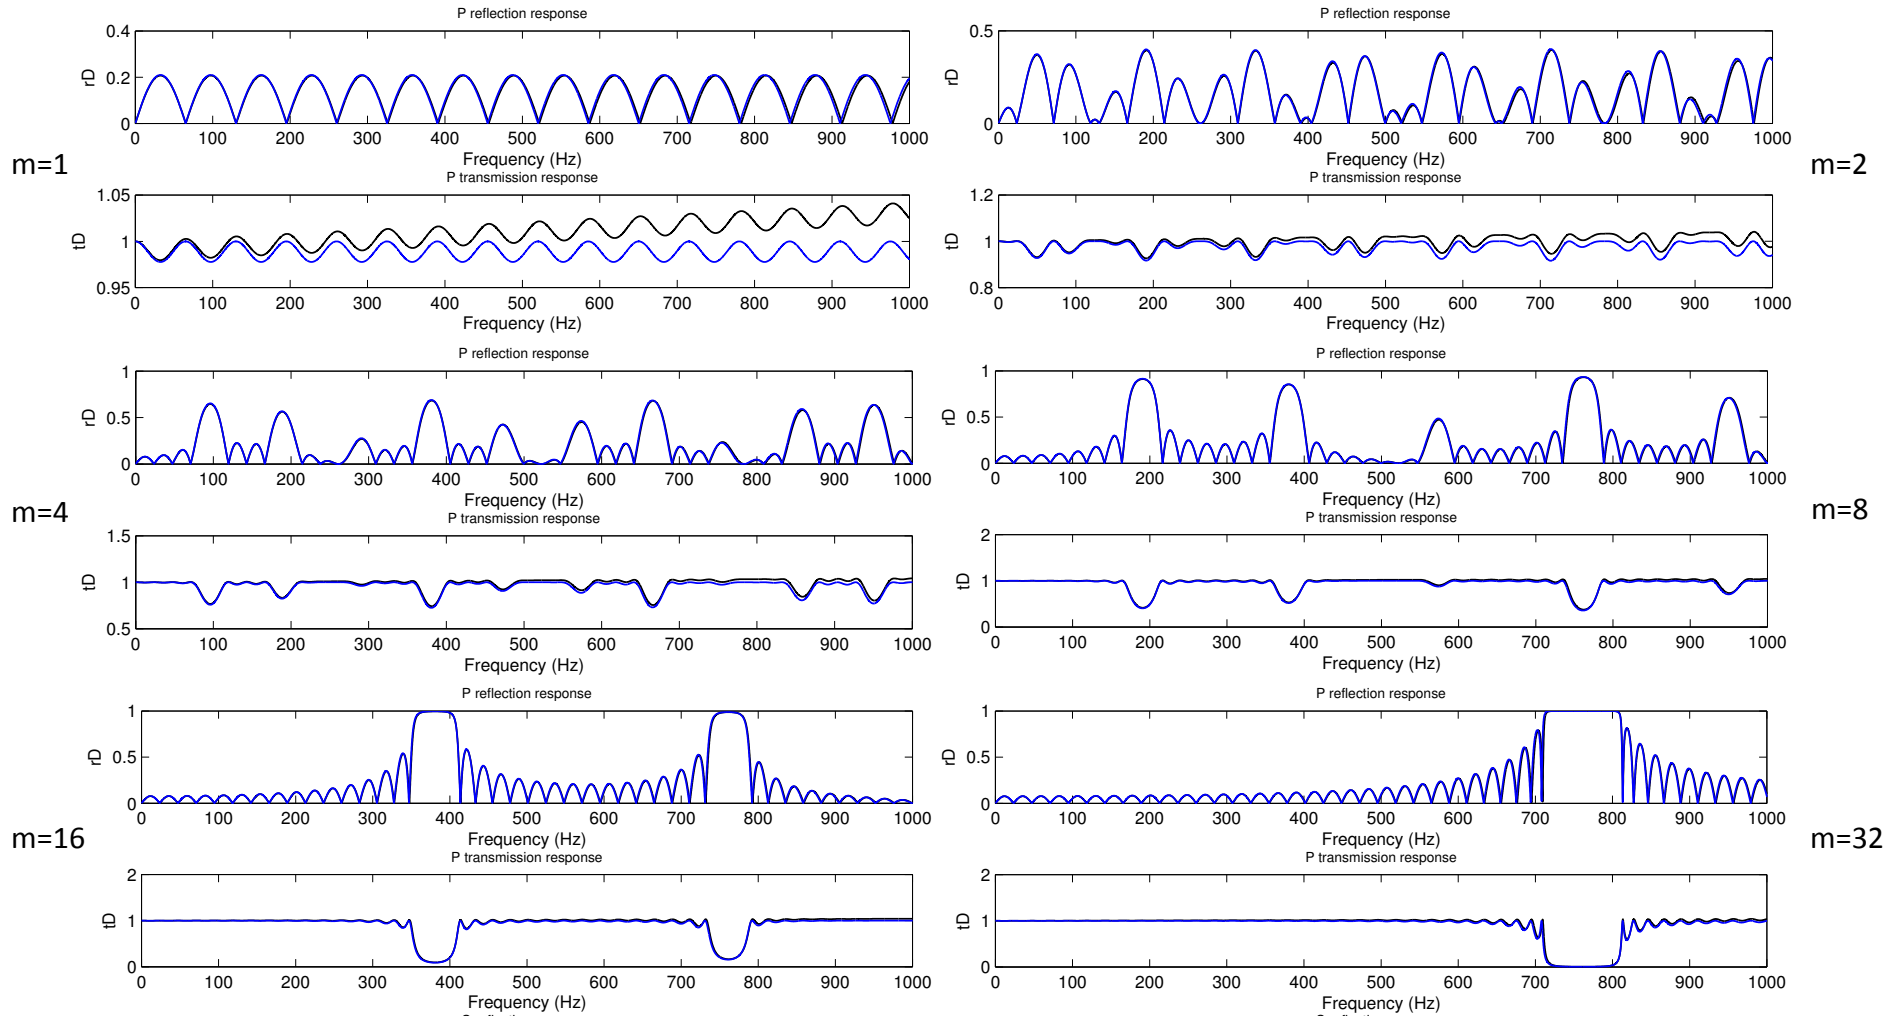 P reflection response
0.4
0.2
0
rD
0 100 200 300 400 500 600 700 800 900 1000
Frequency (Hz)
m=1
P transmission response
1.05
1
0.95
tD
0 100 200 300 400 500 600 700 800 900 1000
Frequency (Hz)
P reflection response
0.5
0
rD
0 100 200 300 400 500 600 700 800 900 1000
Frequency (Hz)
m=2
P transmission response
1.2
1
0.8
tD
0 100 200 300 400 500 600 700 800 900 1000
Frequency (Hz)
P reflection response
1
0.5
0
rD
0 100 200 300 400 500 600 700 800 900 1000
Frequency (Hz)
m=4
P transmission response
1.5
1
0.5
tD
0 100 200 300 400 500 600 700 800 900 1000
Frequency (Hz)
P reflection response
1
0.5
0
rD
0 100 200 300 400 500 600 700 800 900 1000
Frequency (Hz)
m=8
P transmission response
2
1
0
tD
0 100 200 300 400 500 600 700 800 900 1000
Frequency (Hz)
P reflection response
1
0.5
0
rD
0 100 200 300 400 500 600 700 800 900 1000
Frequency (Hz)
m=16
P transmission response
2
1
0
tD
0 100 200 300 400 500 600 700 800 900 1000
Frequency (Hz)
P reflection response
1
0.5
0
rD
0 100 200 300 400 500 600 700 800 900 1000
Frequency (Hz)
m=32
P transmission response
2
1
0
tD
0 100 200 300 400 500 600 700 800 900 1000
Frequency (Hz)